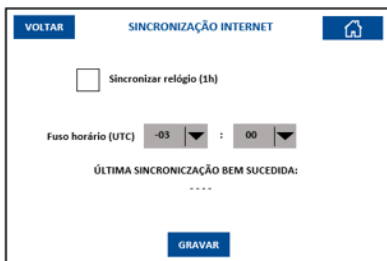 VOLTAR SINCRONIZAÇÃO INTERNET
Sincronizar relógio (1h)
Fuso horário (UTC) -03 : 00
ÚLTIMA SINCRONICZAÇÃO BEM SUCEDIDA:
----
GRAVAR